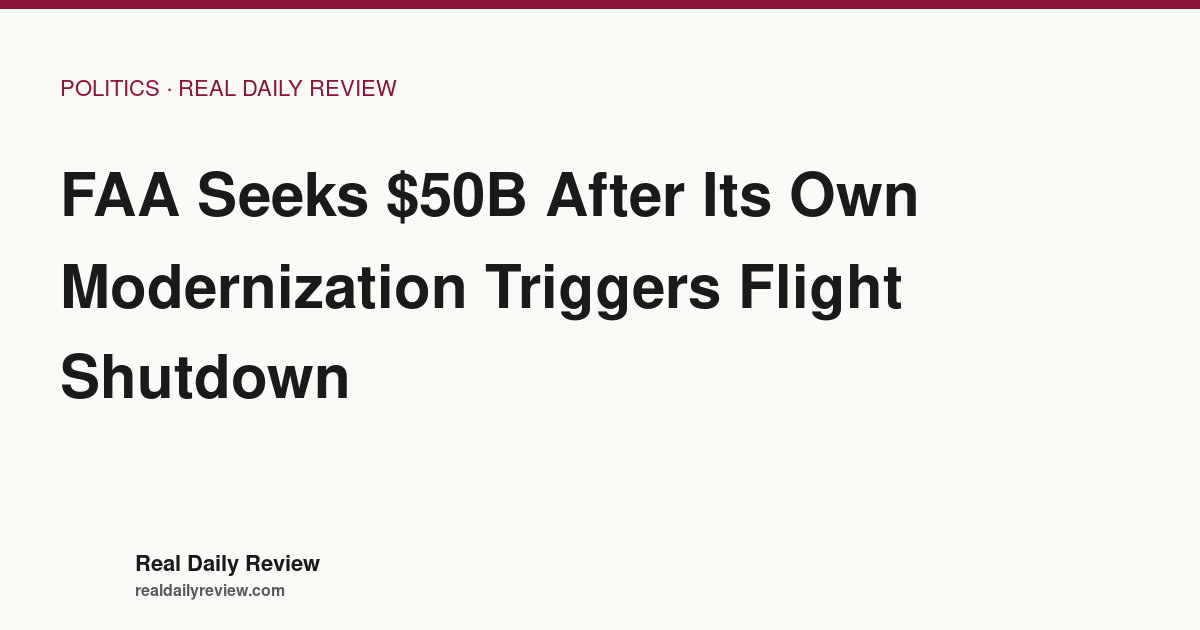 POLITICS · REAL DAILY REVIEW
FAA Seeks $50B After Its Own
Modernization Triggers Flight
Shutdown
Real Daily Review
realdailyreview.com